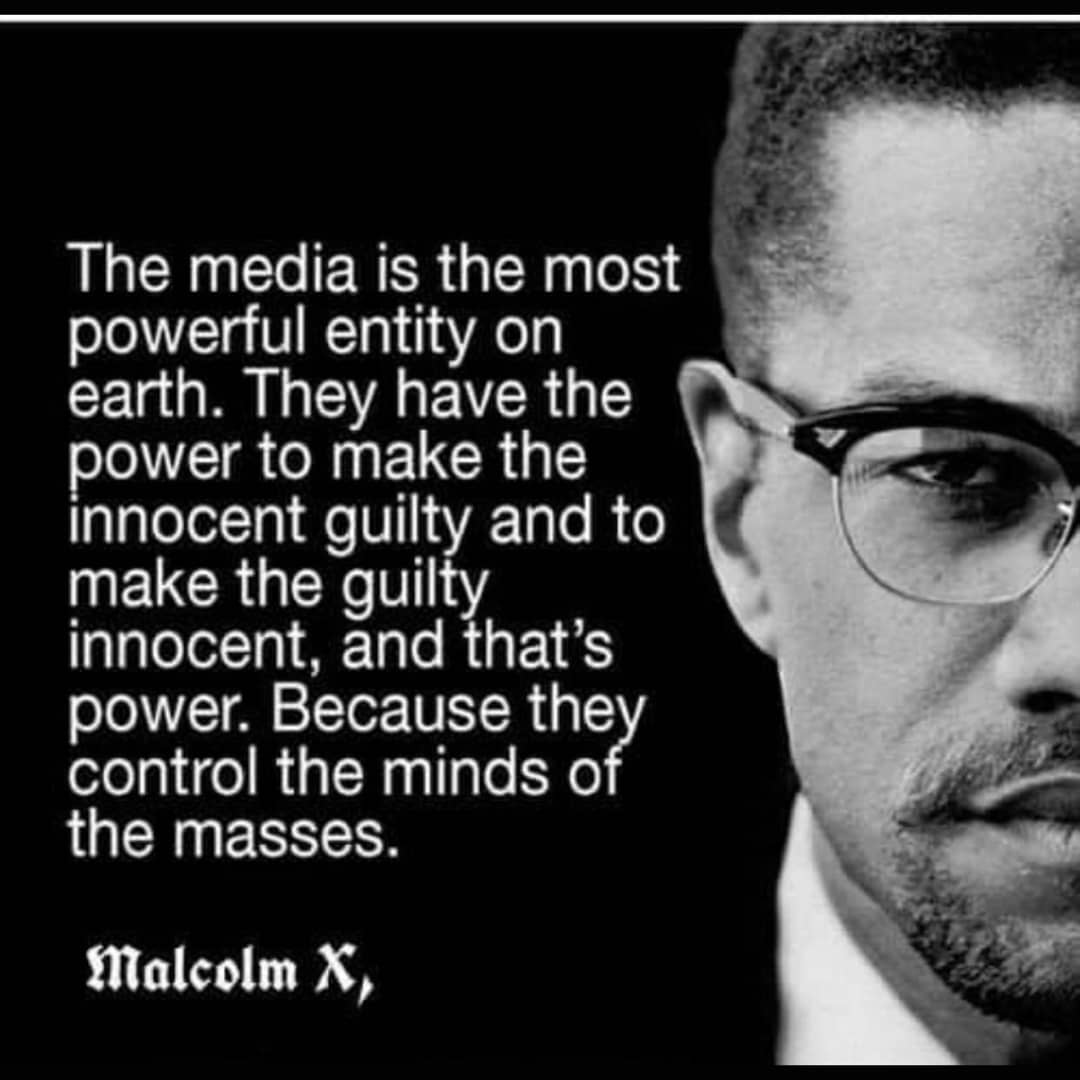 The media is the most
powerful entity on
earth. They have the
power to make the
innocent guilty and to
make the guilty
innocent, and that’s
power. Because they
control the minds of
the masses.
Malcolm X,